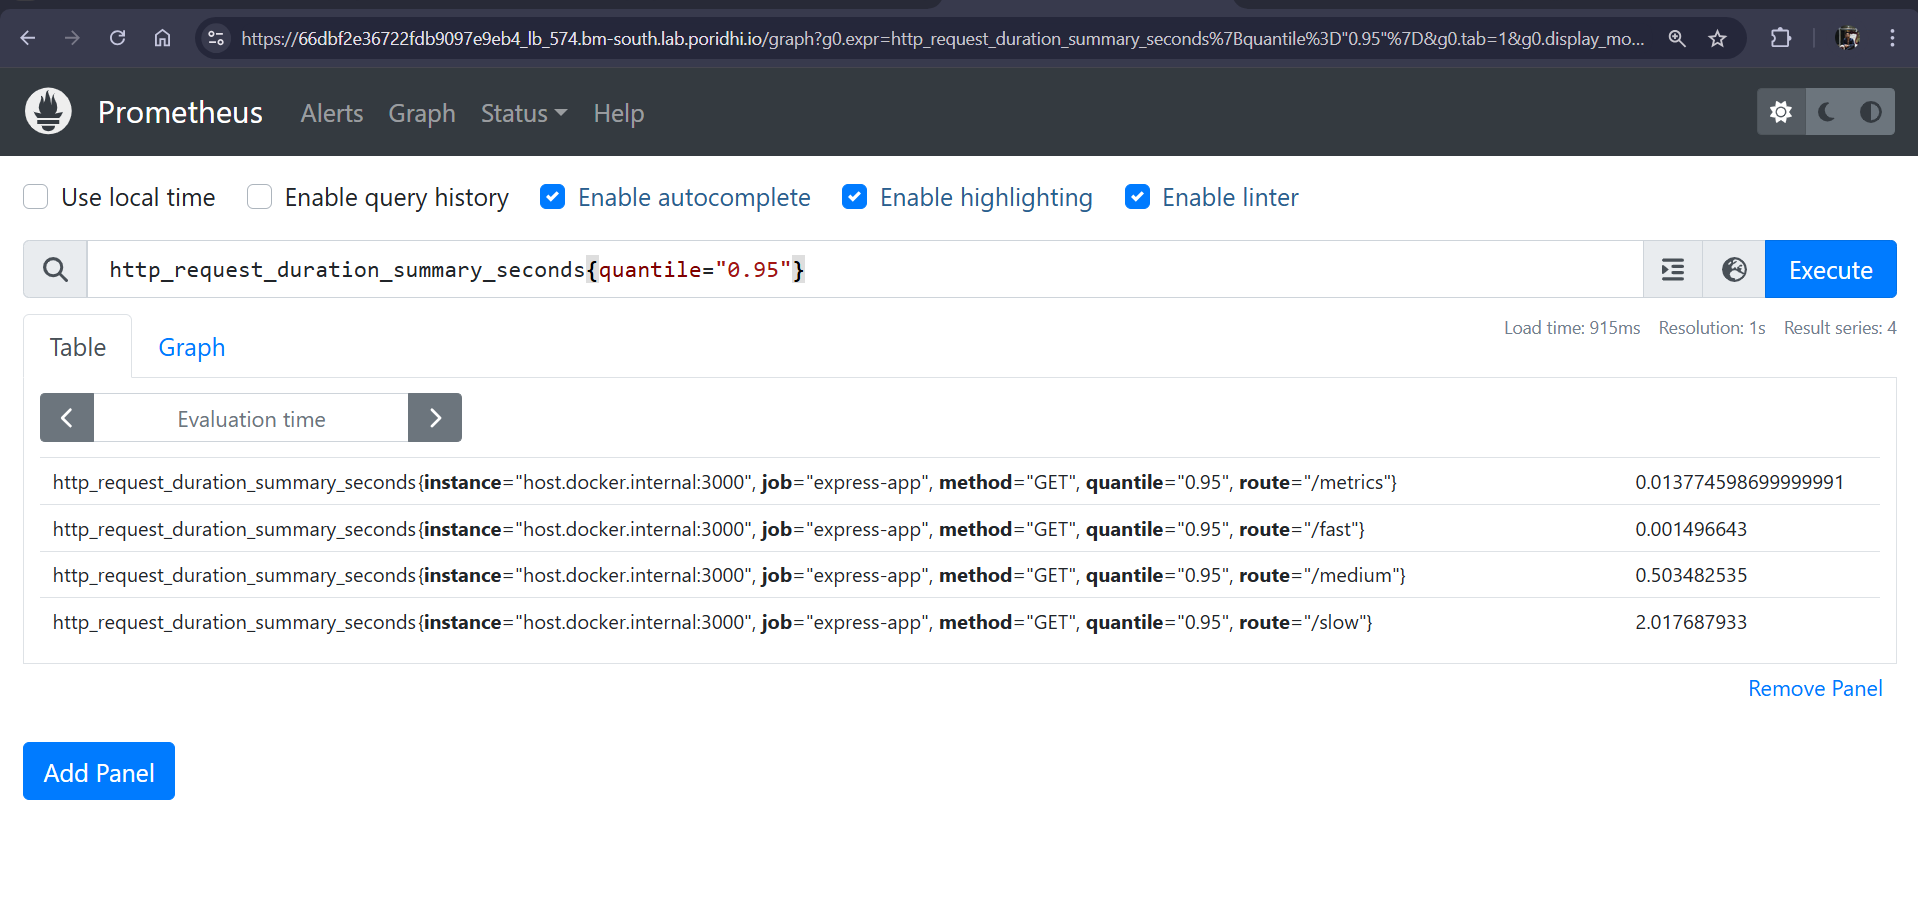 https://66dbf2e36722fdb9097e9eb4_lb_574.bm-south.lab.poridhi.io/graph?g0.expr=http_request_duration_summary_seconds%7Bquantile%3D"0.95"%7D&g0.tab=1&g0.display_mo...
Prometheus Alerts Graph Status Help
Use local time Enable query history Enable autocomplete Enable highlighting Enable linter
http_request_duration_summary_seconds{quantile="0.95"} Execute
Load time: 915ms Resolution: 1s Result series: 4
Table Graph
Evaluation time
http_request_duration_summary_seconds{instance="host.docker.internal:3000", job="express-app", method="GET", quantile="0.95", route="/metrics"} 0.013774598699999991
http_request_duration_summary_seconds{instance="host.docker.internal:3000", job="express-app", method="GET", quantile="0.95", route="/fast"} 0.001496643
http_request_duration_summary_seconds{instance="host.docker.internal:3000", job="express-app", method="GET", quantile="0.95", route="/medium"} 0.503482535
http_request_duration_summary_seconds{instance="host.docker.internal:3000", job="express-app", method="GET", quantile="0.95", route="/slow"} 2.017687933
Remove Panel
Add Panel